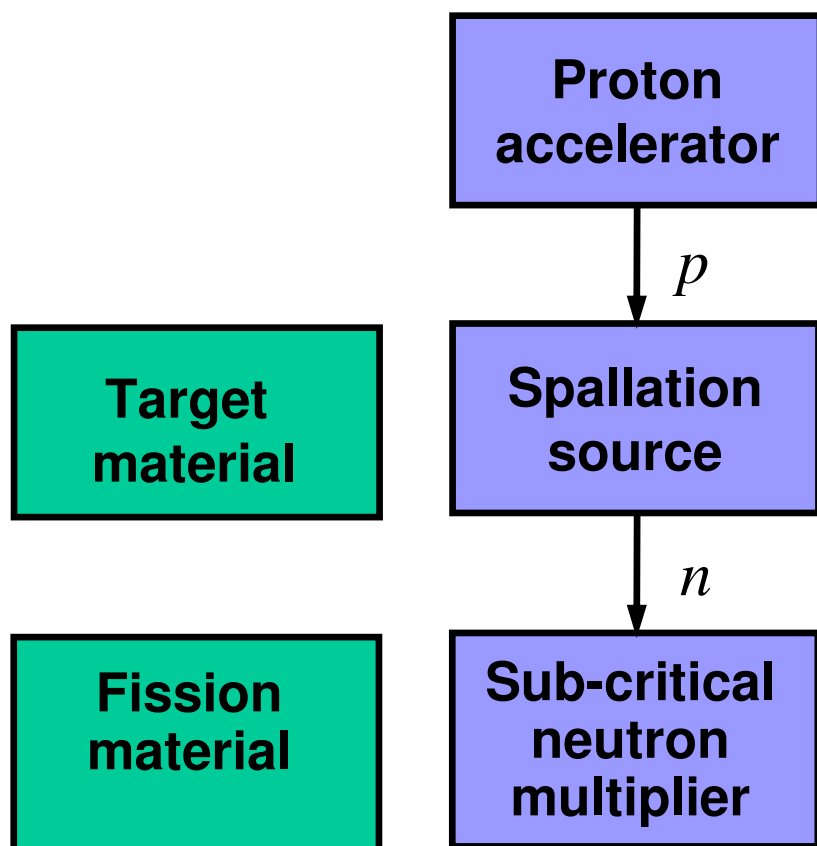 Proton
accelerator
p
Target
material
Spallation
source
n
Fission
material
Sub-critical
neutron
multiplier